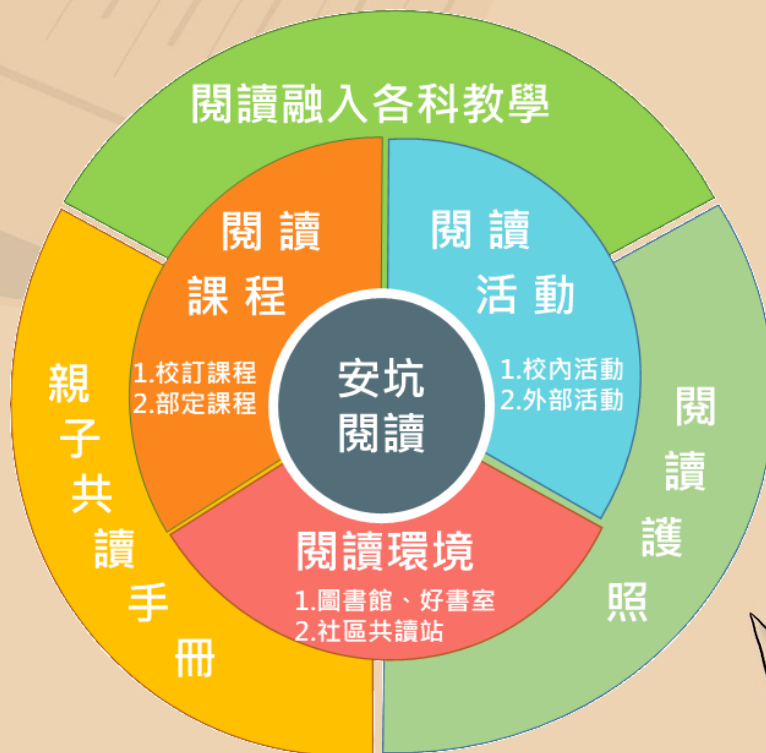 閱讀融入各科教學
閱讀
課程
1.校訂課程
2.部定課程
閱讀
活動
1.校內活動
2.外部活動
安坑
閱讀
閱讀環境
1.圖書館、好書室
2.社區共讀站
親子共讀手冊
閱讀護照